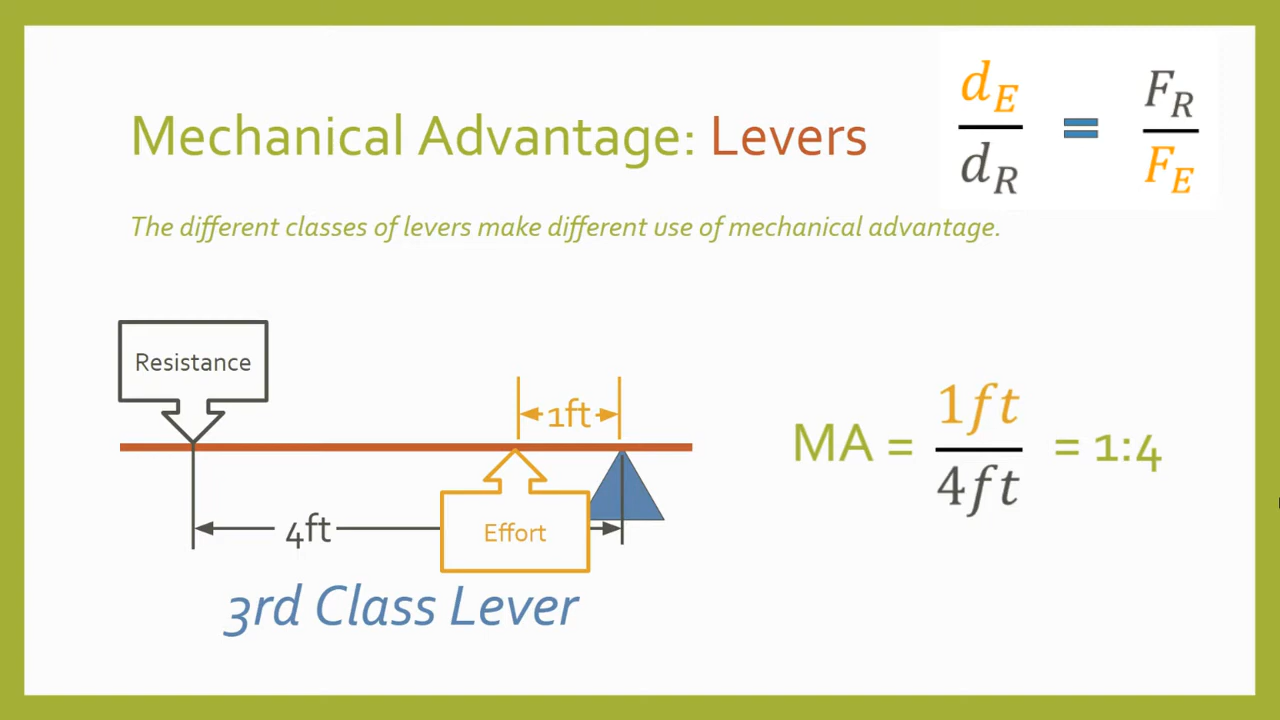 Mechanical Advantage: Levers
d_E / d_R = F_R / F_E
The different classes of levers make different use of mechanical advantage.
Resistance
1ft
4ft
Effort
MA = 1ft / 4ft = 1:4
3rd Class Lever